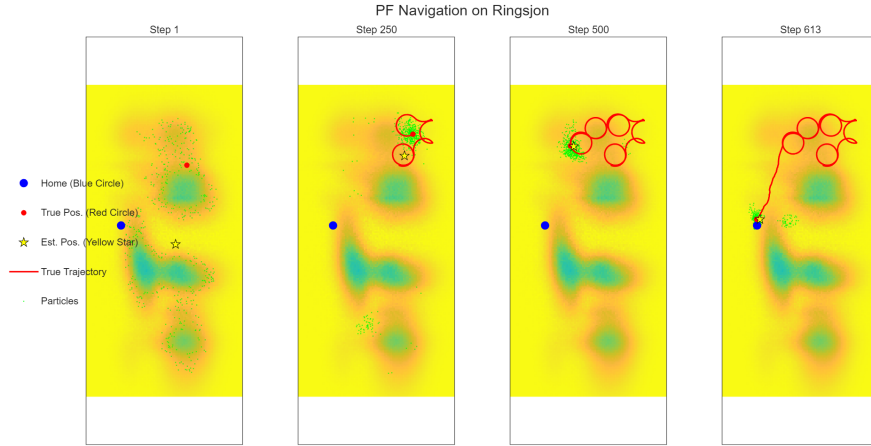 PF Navigation on Ringsjon
Step 1
Step 250
Step 500
Step 613
Home (Blue Circle)
True Pos. (Red Circle)
Est. Pos. (Yellow Star)
True Trajectory
Particles